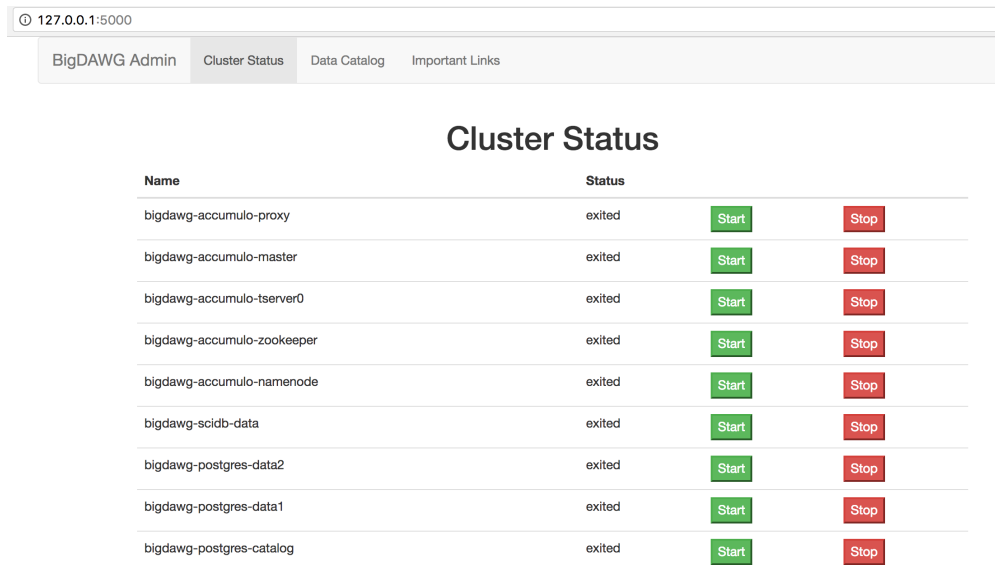 127.0.0.1:5000
BigDAWG Admin Cluster Status Data Catalog Important Links
Cluster Status
Name Status
bigdawg-accumulo-proxy exited Start Stop
bigdawg-accumulo-master exited Start Stop
bigdawg-accumulo-tserver0 exited Start Stop
bigdawg-accumulo-zookeeper exited Start Stop
bigdawg-accumulo-namenode exited Start Stop
bigdawg-scidb-data exited Start Stop
bigdawg-postgres-data2 exited Start Stop
bigdawg-postgres-data1 exited Start Stop
bigdawg-postgres-catalog exited Start Stop